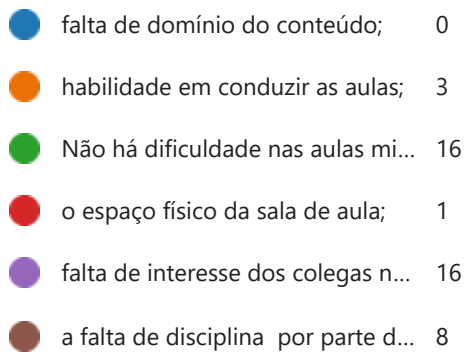 falta de domínio do conteúdo; 0
habilidade em conduzir as aulas; 3
Não há dificuldade nas aulas mi... 16
o espaço físico da sala de aula; 1
falta de interesse dos colegas n... 16
a falta de disciplina  por parte d... 8